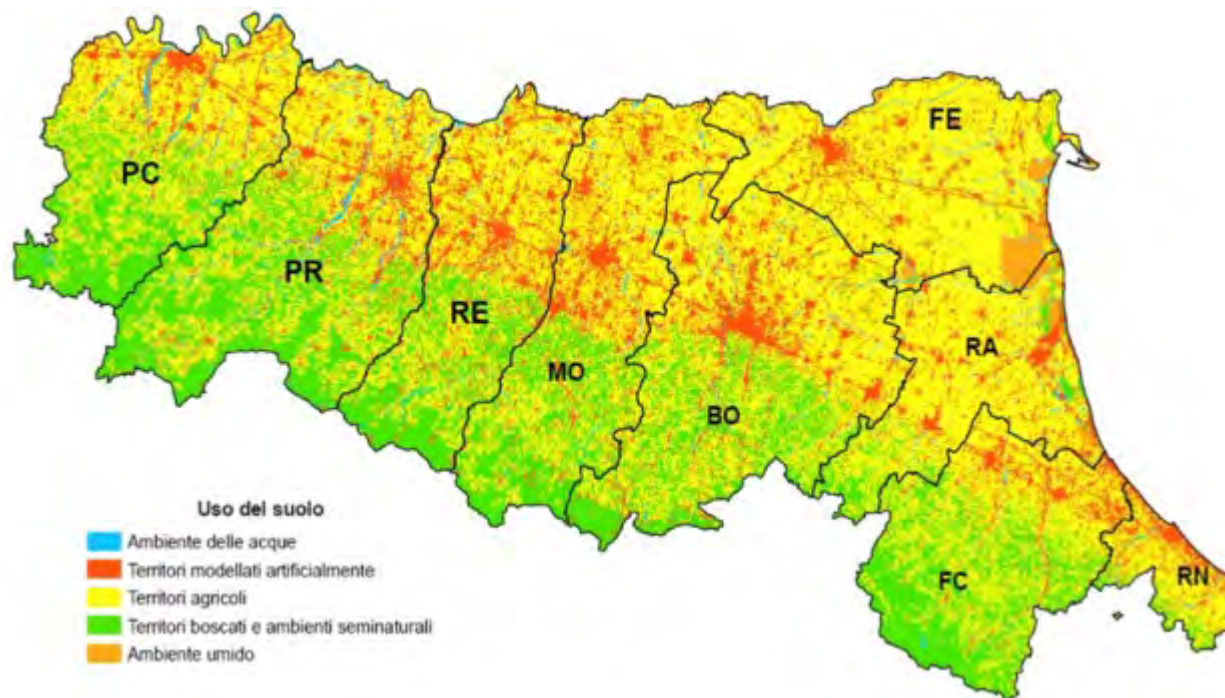 FE
PC
PR
RE
RA
MO
BO
FC
RN
Uso del suolo
Ambiente delle acque
Territori modellati artificialmente
Territori agricoli
Territori boscati e ambienti seminaturali
Ambiente umido